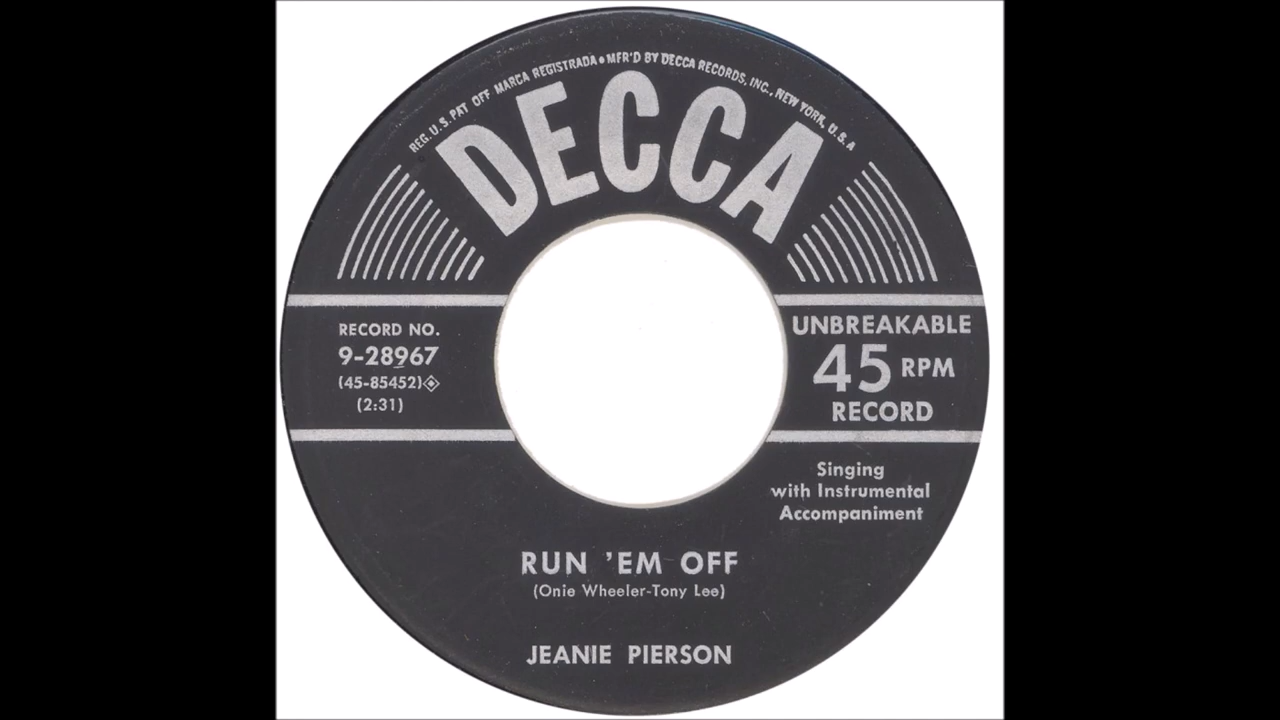 REG. U.S. PAT OFF MARCA REGISTRADA • MFR'D BY DECCA RECORDS, INC., NEW YORK, U.S.A
DECCA
RECORD NO.
9-28967
(45-85452)
(2:31)
UNBREAKABLE
45 RPM
RECORD
Singing
with Instrumental
Accompaniment
RUN 'EM OFF
(Onie Wheeler-Tony Lee)
JEANIE PIERSON